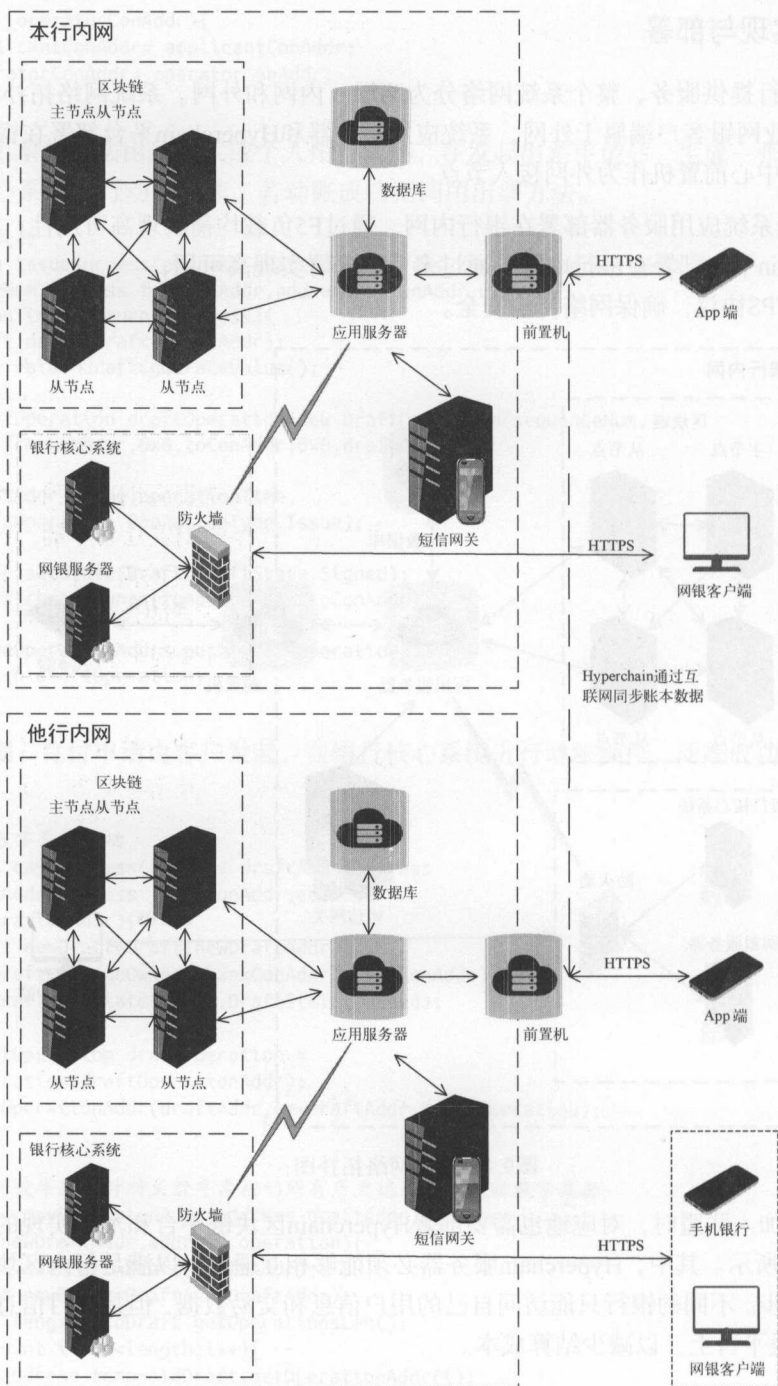 本行内网
区块链
主节点从节点
数据库
HTTPS
应用服务器
前置机
App 端
从节点
从节点
银行核心系统
防火墙
短信网关
HTTPS
网银服务器
网银客户端
Hyperchain通过互
联网同步账本数据
他行内网
区块链
主节点从节点
数据库
HTTPS
应用服务器
前置机
App 端
从节点
从节点
银行核心系统
防火墙
短信网关
手机银行
HTTPS
网银服务器
网银客户端